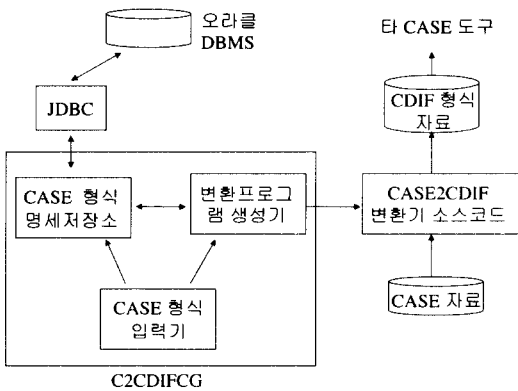 오라클
DBMS
타 CASE 도구
JDBC
CDIF 형식
자료
CASE 형식
명세저장소
변환프로그
램 생성기
CASE2CDIF
변환기 소스코드
CASE 형식
입력기
CASE 자료
C2CDIFCG